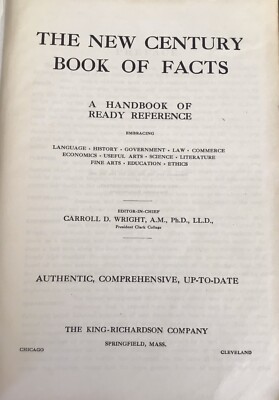 THE NEW CENTURY
BOOK OF FACTS
A HANDBOOK OF
READY REFERENCE
EMBRACING
LANGUAGE • HISTORY • GOVERNMENT • LAW • COMMERCE
ECONOMICS • USEFUL ARTS • SCIENCE • LITERATURE
FINE ARTS • EDUCATION • ETHICS
EDITOR-IN-CHIEF
CARROLL D. WRIGHT, A.M., Ph.D., LL.D.,
President Clark College
AUTHENTIC, COMPREHENSIVE, UP-TO-DATE
THE KING-RICHARDSON COMPANY
CHICAGO SPRINGFIELD, MASS. CLEVELAND